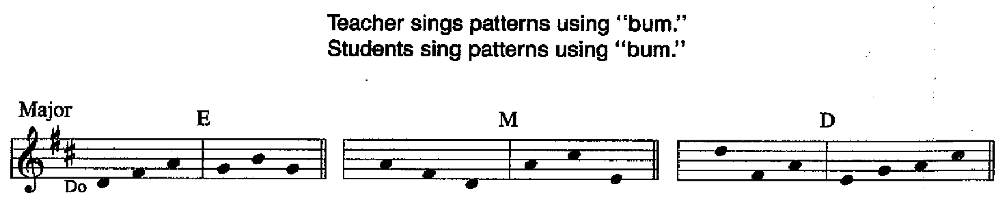 Teacher sings patterns using “bum.”
Students sing patterns using “bum.”
Major
E
M
D
Do